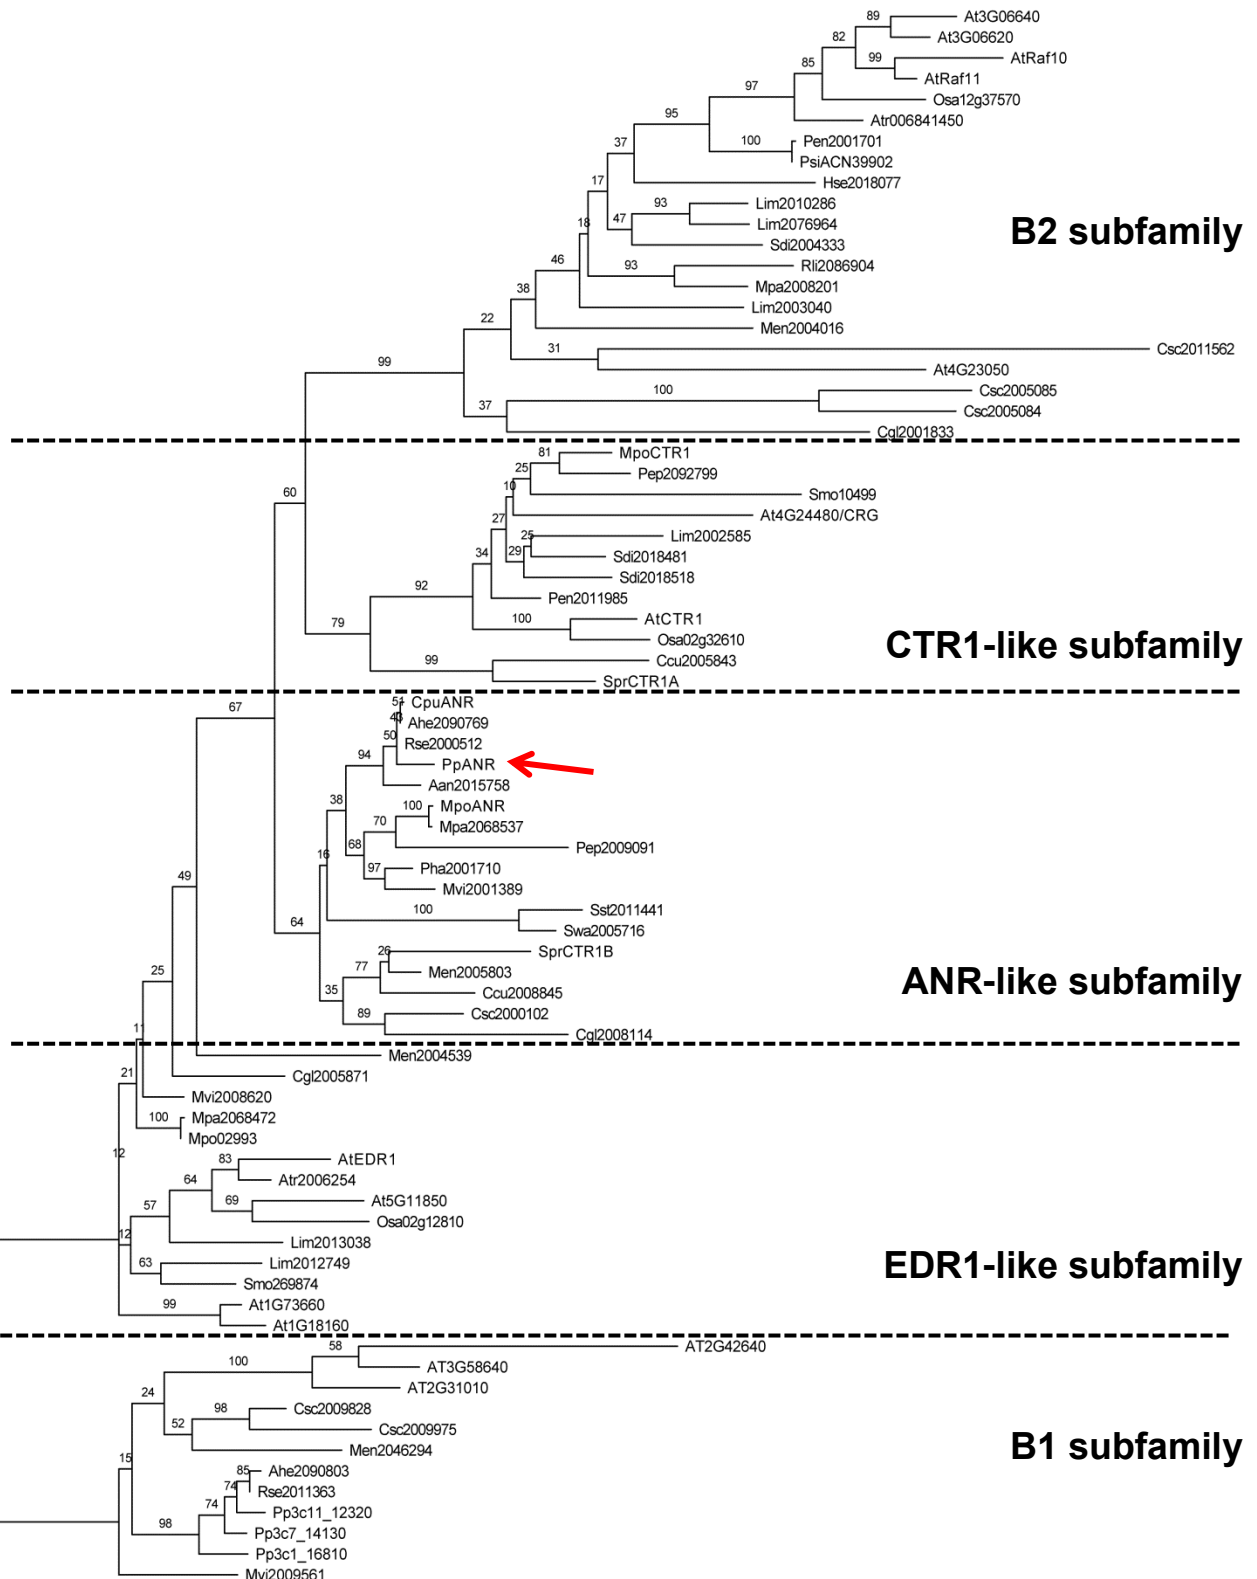 89
At3G06640
82
At3G06620
99
AtRaf10
85
AtRaf11
97
Osa12g37570
95
Atr006841450
100
Pen2001701
37
PsiACN39902
17
Hse2018077
93
Lim2010286
47
Lim2076964
18
Sdi2004333
B2 subfamily
46
93
Rli2086904
38
Mpa2008201
Lim2003040
22
Men2004016
31
Csc2011562
99
At4G23050
100
Csc2005085
37
Csc2005084
Cgl2001833
81
MpoCTR1
25
Pep2092799
60
10
Smo10499
27
At4G24480/CRG
25
Lim2002585
34
29
Sdi2018481
92
Sdi2018518
Pen2011985
79
100
AtCTR1
Osa02g32610
CTR1-like subfamily
99
Ccu2005843
SprCTR1A
67
51
CpuANR
43
Ahe2090769
50
Rse2000512
94
PpANR
Aan2015758
38
100
MpoANR
70
Mpa2068537
68
Pep2009091
16
97
Pha2001710
49
Mvi2001389
64
100
Sst2011441
Swa2005716
26
SprCTR1B
25
77
Men2005803
35
Ccu2008845
ANR-like subfamily
89
Csc2000102
11
Cgl2008114
Men2004539
21
Cgl2005871
Mvi2008620
100
Mpa2068472
12
Mpo02993
83
AtEDR1
64
Atr2006254
57
69
At5G11850
12
Osa02g12810
Lim2013038
63
Lim2012749
EDR1-like subfamily
Smo269874
99
At1G73660
At1G18160
58
AT2G42640
100
AT3G58640
24
AT2G31010
98
Csc2009828
52
Csc2009975
15
Men2046294
B1 subfamily
85
Ahe2090803
74
Rse2011363
74
Pp3c11_12320
98
Pp3c7_14130
Pp3c1_16810
Mvi2009561